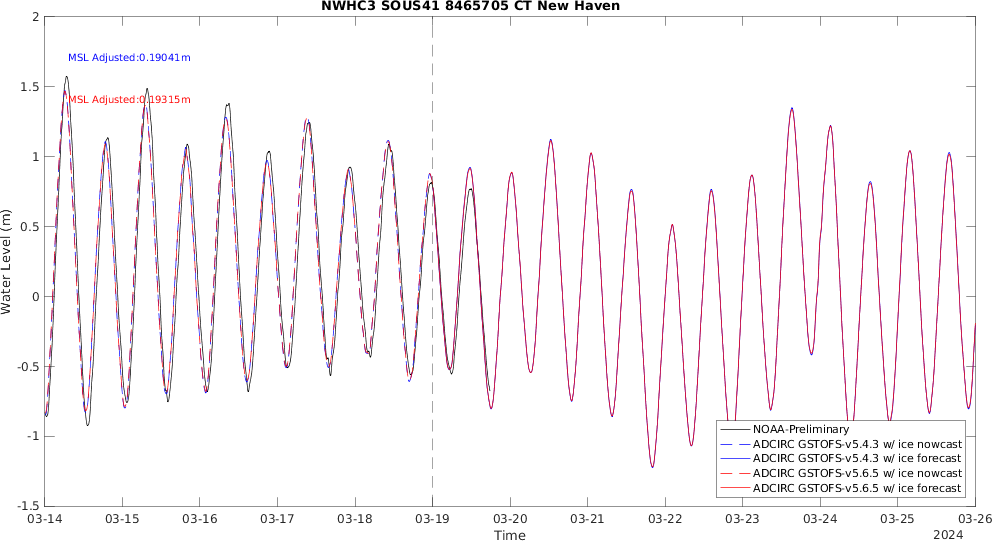 NWHC3 SOUS41 8465705 CT New Haven
2
1.5
1
0.5
0
-0.5
-1
-1.5
Water Level (m)
MSL Adjusted:0.19041m
MSL Adjusted:0.19315m
NOAA-Preliminary
ADCIRC GSTOFS-v5.4.3 w/ ice nowcast
ADCIRC GSTOFS-v5.4.3 w/ ice forecast
ADCIRC GSTOFS-v5.6.5 w/ ice nowcast
ADCIRC GSTOFS-v5.6.5 w/ ice forecast
03-14 03-15 03-16 03-17 03-18 03-19 03-20 03-21 03-22 03-23 03-24 03-25 03-26
Time
2024